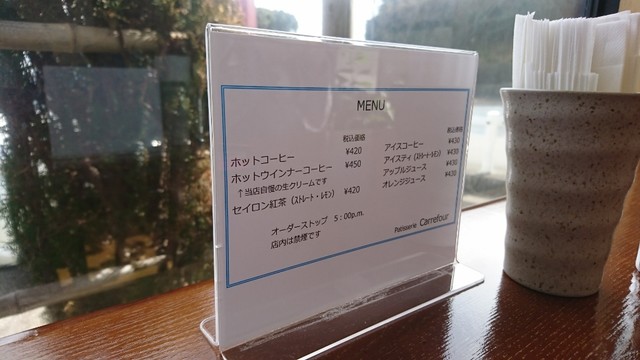 MENU
税込価格
ホットコーヒー ¥420
ホットウインナーコーヒー ¥450
↑当店自慢の生クリームです
セイロン紅茶（ストレート・レモン） ¥420
税込価格
アイスコーヒー ¥430
アイスティ（ストレート・レモン） ¥430
アップルジュース ¥430
オレンジジュース ¥430
オーダーストップ 5：00p.m.
店内は禁煙です
Patisserie Carrefour